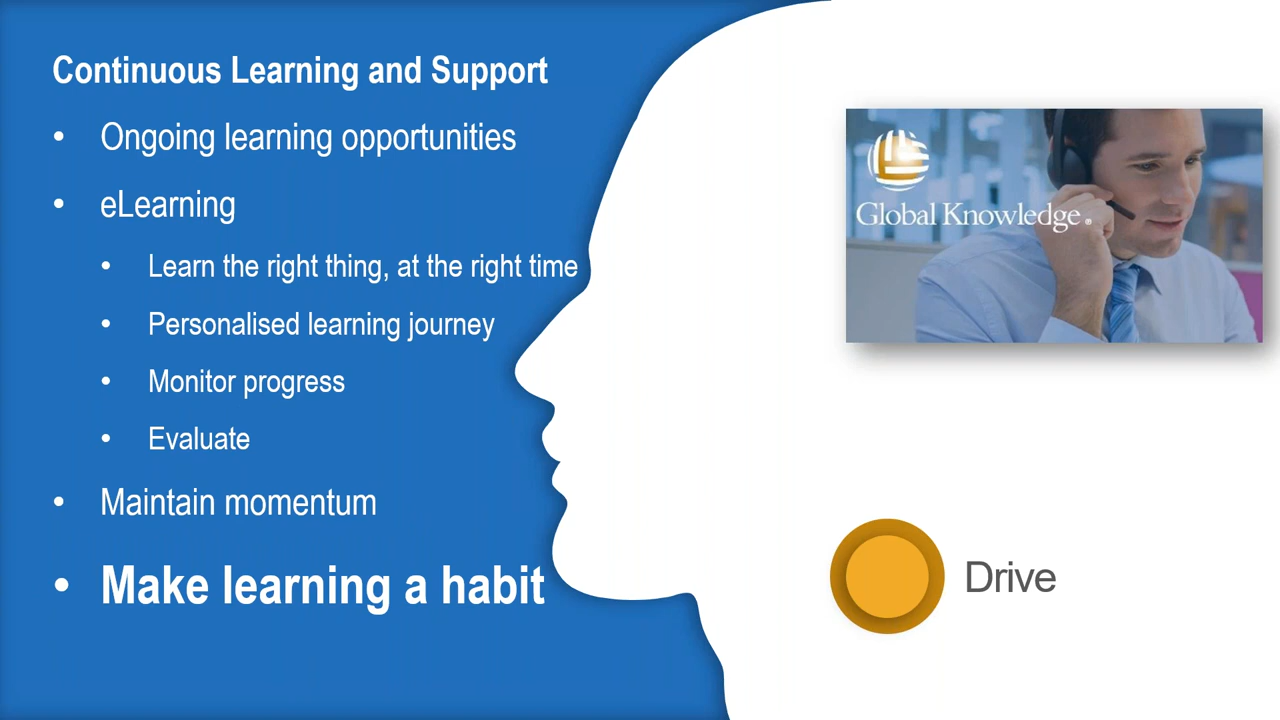 Continuous Learning and Support
• Ongoing learning opportunities
• eLearning
• Learn the right thing, at the right time
• Personalised learning journey
• Monitor progress
• Evaluate
• Maintain momentum
• Make learning a habit
Global Knowledge®
Drive